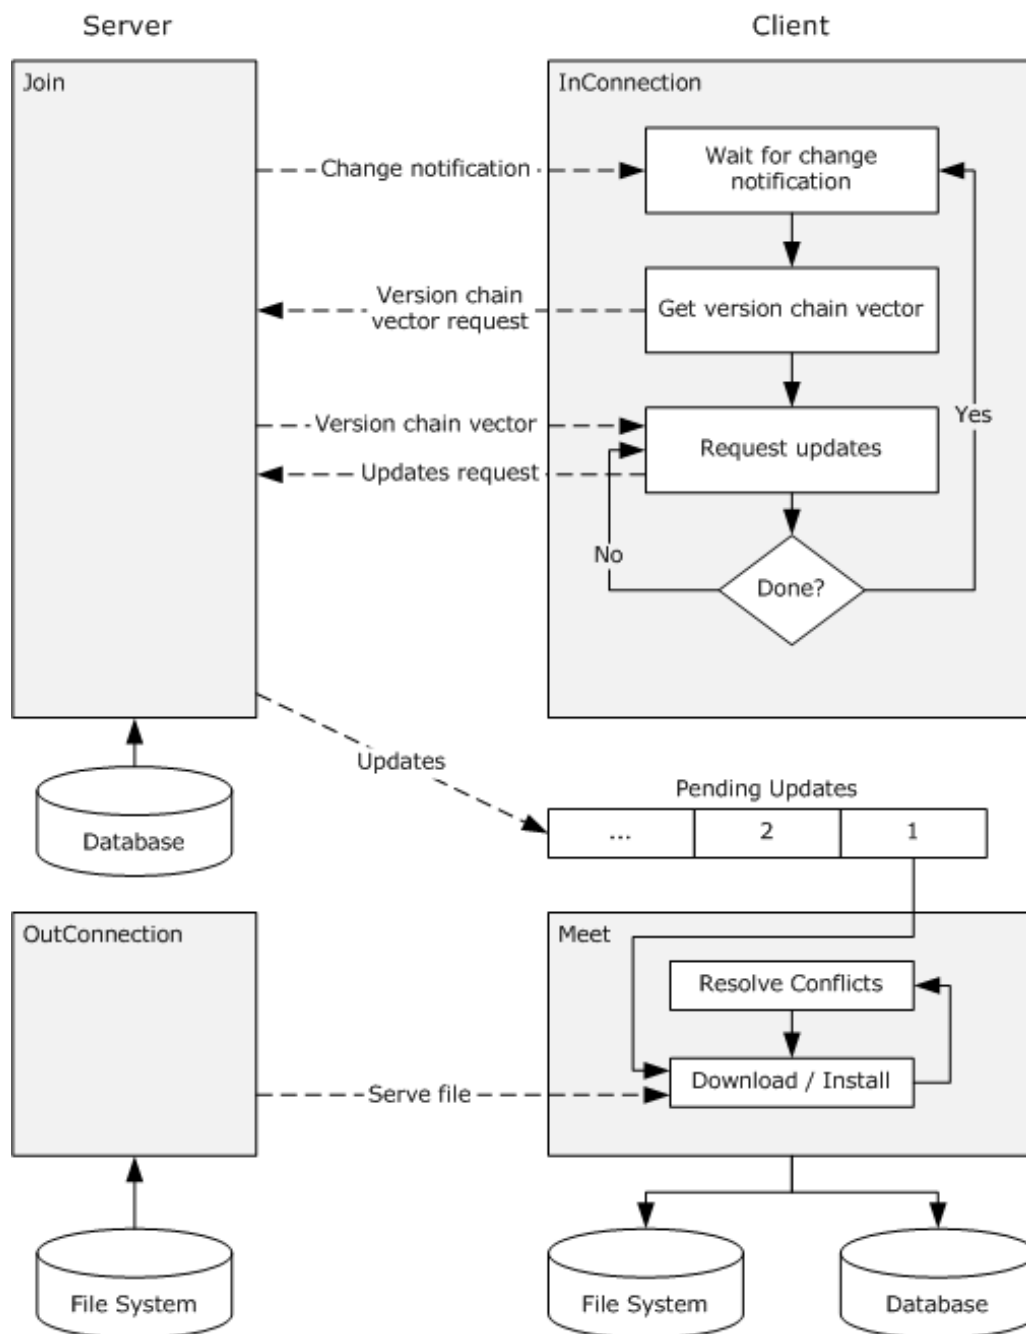 Server
Client
Join
InConnection
Change notification
Wait for change
notification
Version chain
vector request
Get version chain vector
Version chain vector
Yes
Request updates
Updates request
No
Done?
Updates
Pending Updates
Database
...
2
1
OutConnection
Meet
Resolve Conflicts
Download / Install
Serve file
File System
File System
Database